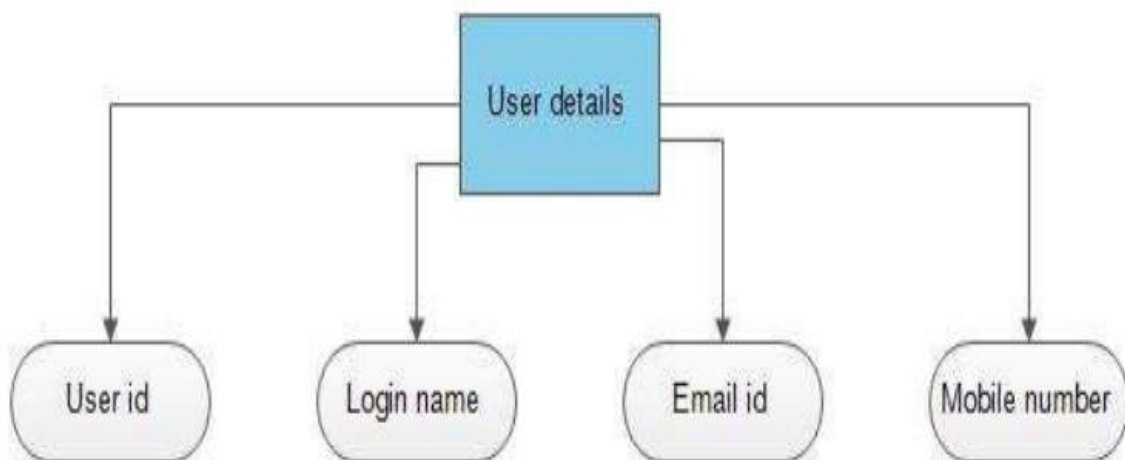 User details
User id
Login name
Email id
Mobile number